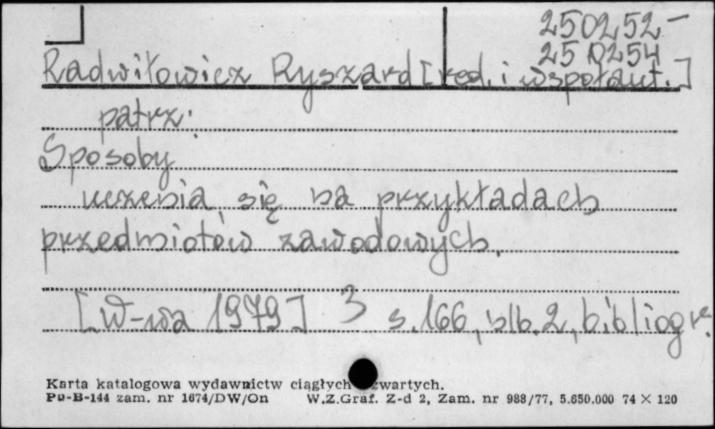 250252-
250254
Radwiłowicz Ryszard [red. i współaut.]
patrz:
Sposoby
uczenia się na przykładach
przedmiotów zawodowych.
[W-wa 1979] 3 s. 166, nlb. 2, bibliogr.
Karta katalogowa wydawnictw ciągłych zwartych.
Pu-B-144 zam. nr 1674/DW/On W.Z.Graf. Z-d 2, Zam. nr 988/77, 5.650.000 74 × 120